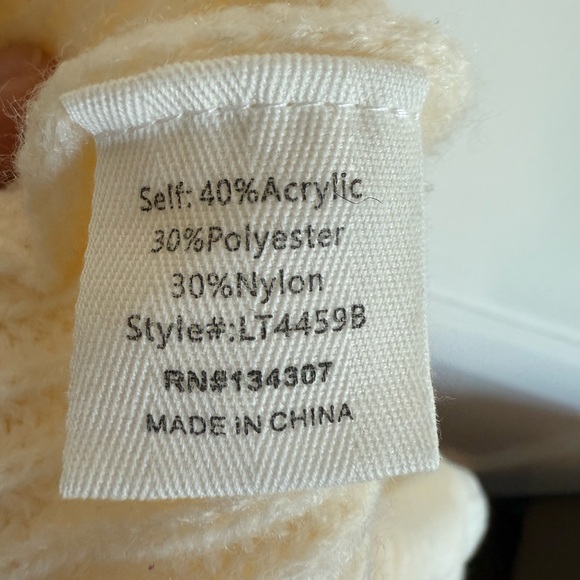 Self: 40%Acrylic
30%Polyester
30%Nylon
Style#:LT4459B
RN#134307
MADE IN CHINA